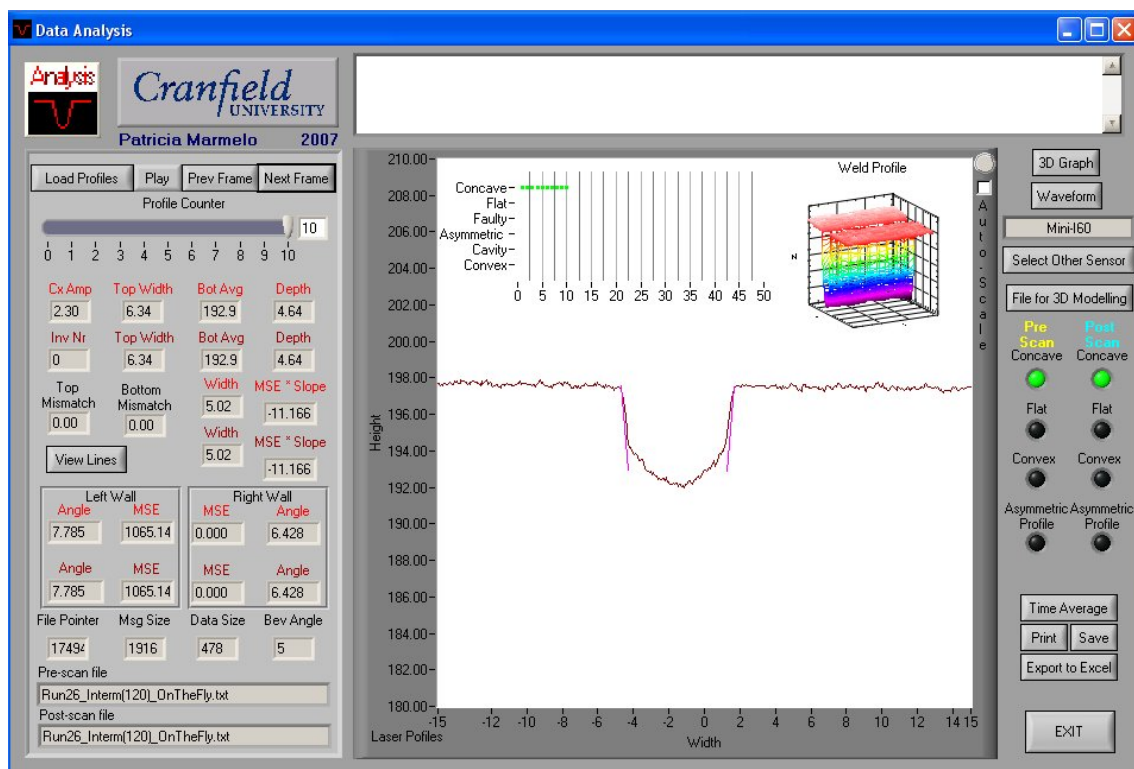 Data Analysis
Analysis
Cranfield
UNIVERSITY
Patricia Marmelo 2007
Load Profiles Play Prev Frame Next Frame
Profile Counter
10
0 1 2 3 4 5 6 7 8 9 10
Cx Amp Top Width Bot Avg Depth
2.30 6.34 192.9 4.64
Inv Nr Top Width Bot Avg Depth
0 6.34 192.9 4.64
Top Mismatch Bottom Mismatch Width MSE * Slope
0.00 0.00 5.02 -11.166
Width MSE * Slope
View Lines 5.02 -11.166
Left Wall Right Wall
Angle MSE MSE Angle
7.785 1065.14 0.000 6.428
Angle MSE MSE Angle
7.785 1065.14 0.000 6.428
File Pointer Msg Size Data Size Bev Angle
1916 478 5
Pre-scan file
Run26_Interm(120)_OnTheFly.txt
Post-scan file
Run26_Interm(120)_OnTheFly.txt
210.00
208.00
206.00
204.00
202.00
200.00
198.00
196.00
194.00
192.00
190.00
188.00
186.00
184.00
182.00
180.00
Height
-15 -12 -10 -8 -6 -4 -2 0 2 4 6 8 10 12 14 15
Laser Pofiles
Width
Concave
Flat
Faulty
Asymmetric
Cavity
Convex
0 5 10 15 20 25 30 35 40 45 50
Weld Profile
Z
Auto-Scale
3D Graph
Waveform
Mini-I60
Select Other Sensor
File for 3D Modelling
Pre Scan Post Scan
Concave Concave
Flat Flat
Convex Convex
Asymmetric Profile Asymmetric Profile
Time Average
Print Save
Export to Excel
EXIT